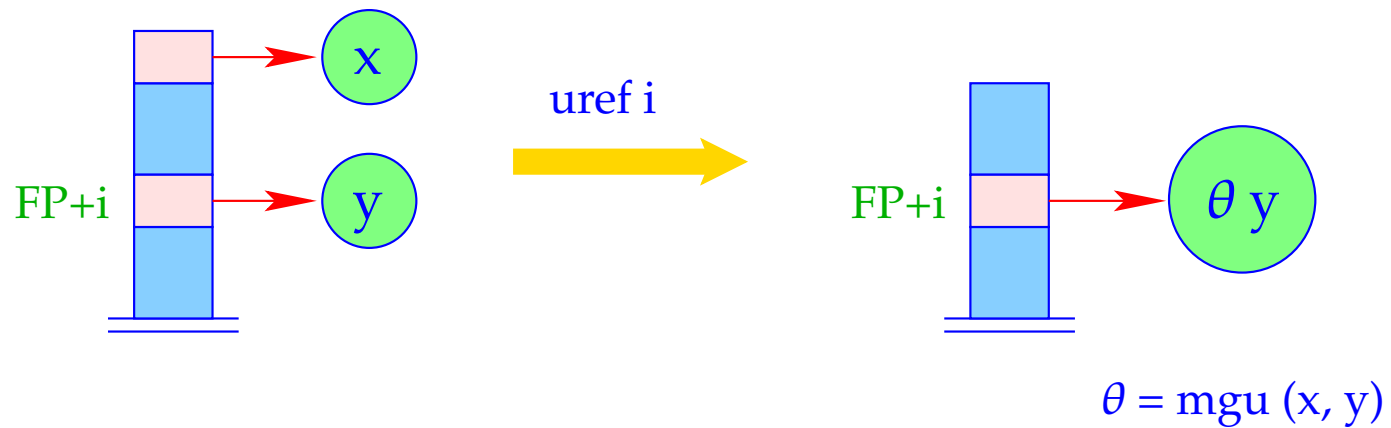 x
uref i
FP+i
y
FP+i
θ y
θ = mgu (x, y)